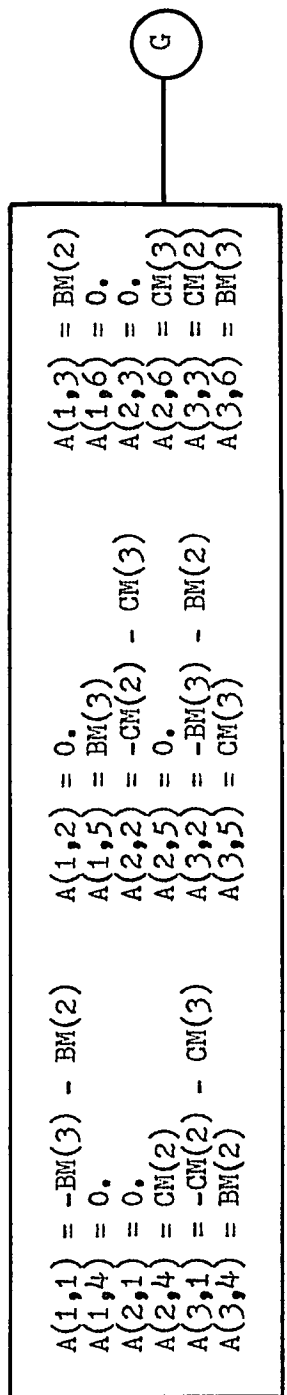 A(1,1) = -BM(3) - BM(2) A(1,2) = 0. A(1,3) = BM(2)
A(1,4) = 0. A(1,5) = BM(3) A(1,6) = 0.
A(2,1) = 0. A(2,2) = -CM(2) - CM(3) A(2,3) = 0.
A(2,4) = CM(2) A(2,5) = 0. A(2,6) = CM(3)
A(3,1) = -CM(2) - CM(3) A(3,2) = -BM(3) - BM(2) A(3,3) = CM(2)
A(3,4) = BM(2) A(3,5) = CM(3) A(3,6) = BM(3)
G